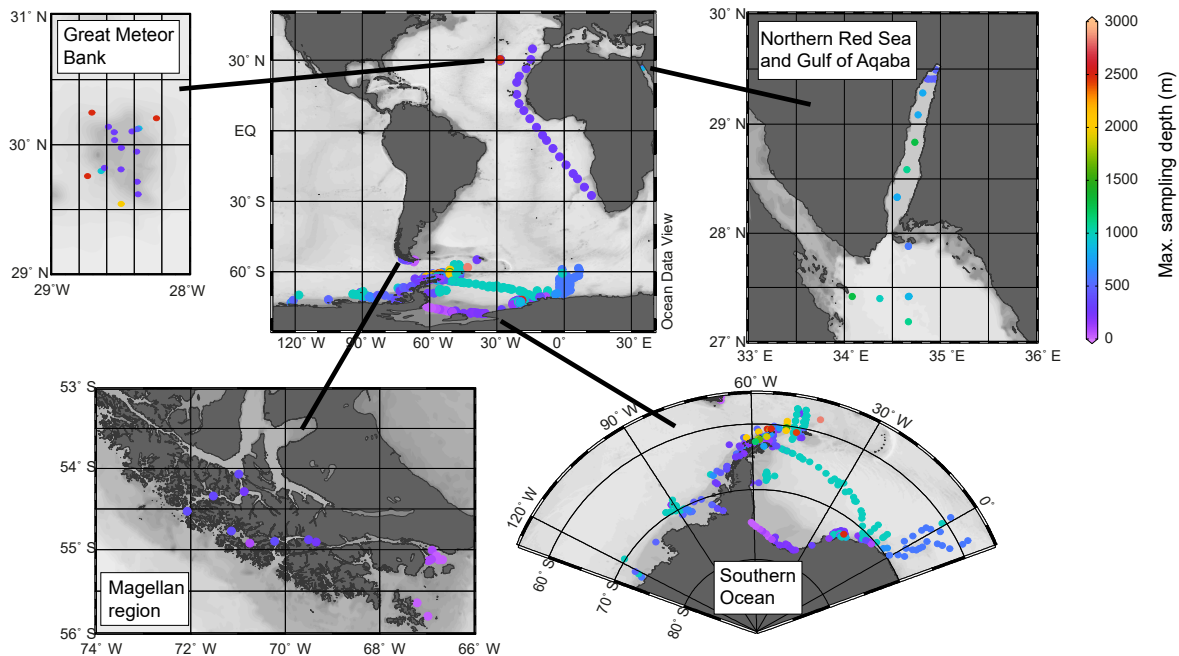 31° N
30° N
29° N
29°W
28°W
Great Meteor
Bank
30° N
EQ
30° S
60° S
120° W
90° W
60° W
30° W
0° E
30° E
Ocean Data View
30° N
29° N
28° N
27° N
33 °E
34 °E
35 °E
36 °E
Northern Red Sea
and Gulf of Aqaba
3000
2500
2000
1500
1000
500
0
Max. sampling depth (m)
53° S
54° S
55° S
56° S
74° W
72° W
70° W
68° W
66° W
Magellan
region
120° W
90° W
60° W
30° W
0°
60° S
70° S
80° S
Southern
Ocean